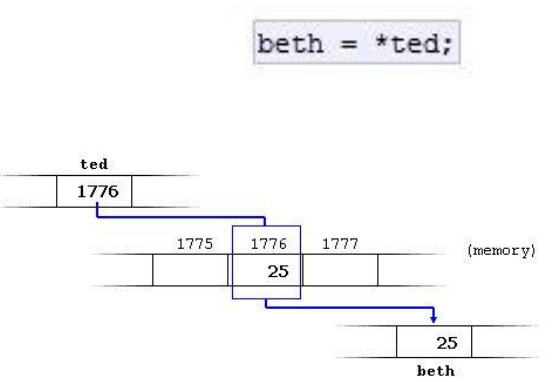 beth = *ted;
ted
1776
1775 1776 1777
(memory)
25
25
beth